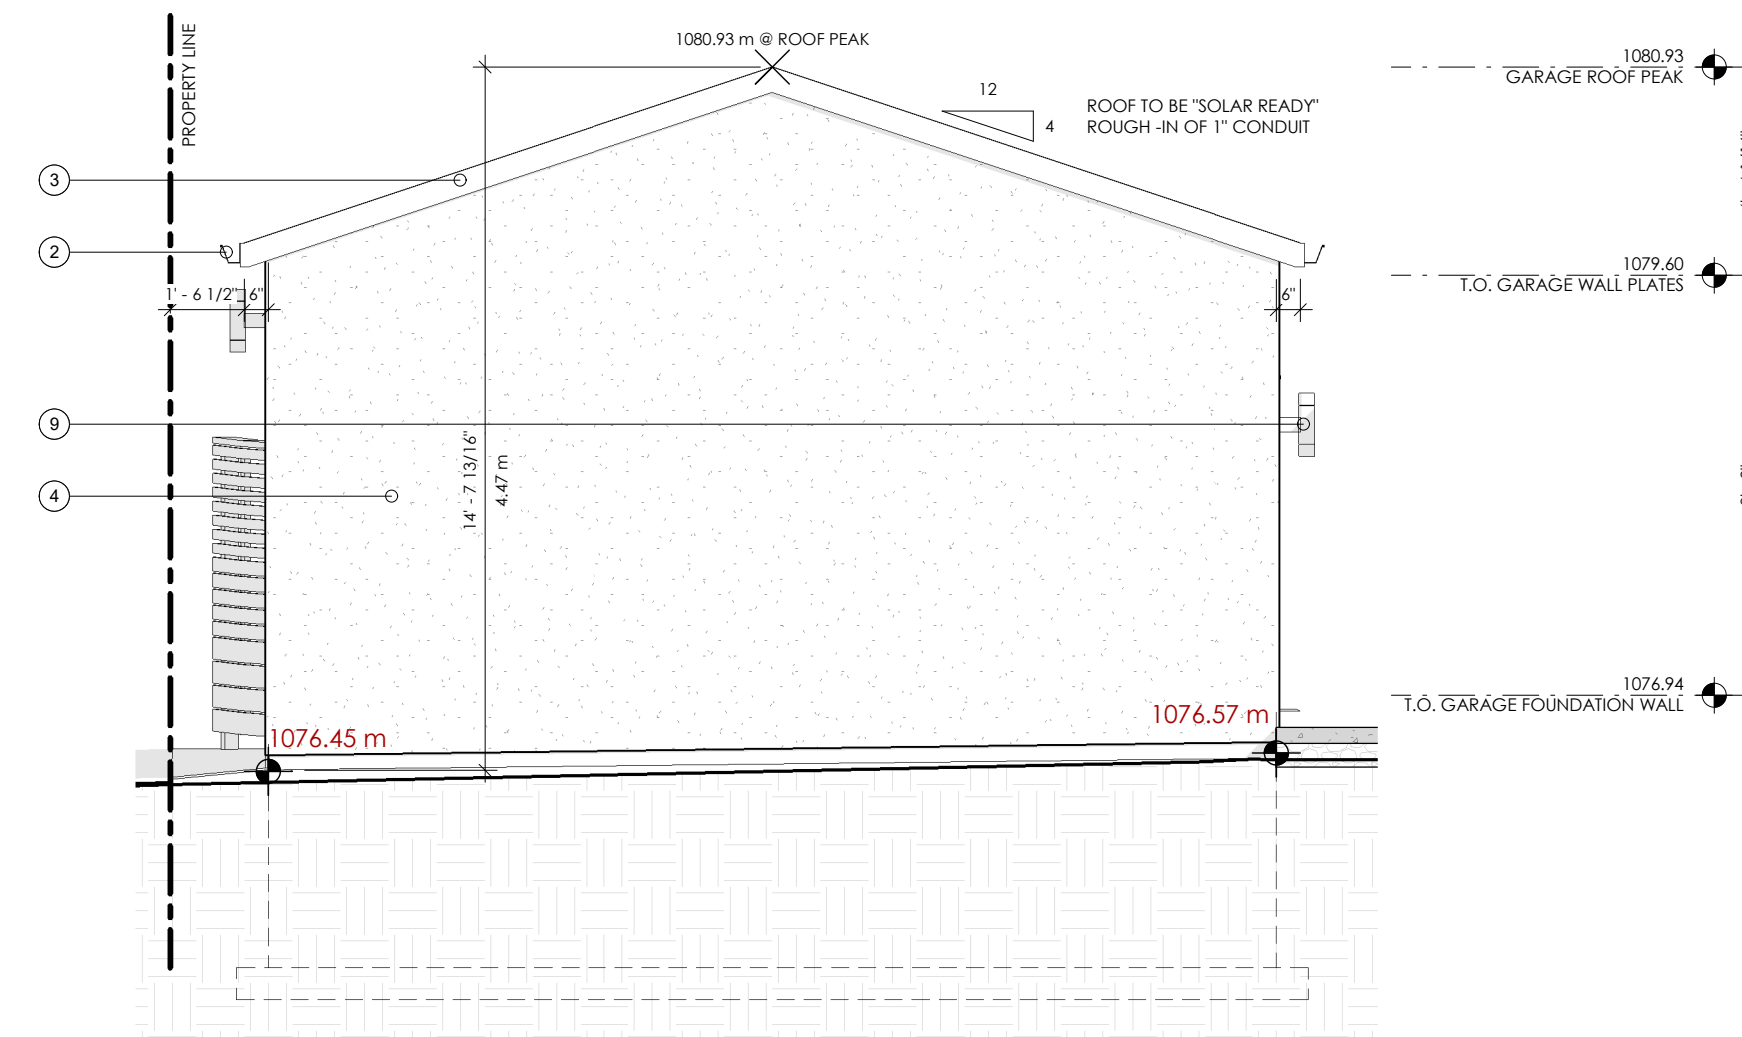 PROPERTY LINE
1080.93 m @ ROOF PEAK
12
4
ROOF TO BE "SOLAR READY"
ROUGH -IN OF 1" CONDUIT
1080.93
GARAGE ROOF PEAK
3
2
1' - 6 1/2"
6"
6"
1079.60
T.O. GARAGE WALL PLATES
9
4
14' - 7 13/16"
4.47 m
1076.45 m
1076.57 m
1076.94
T.O. GARAGE FOUNDATION WALL